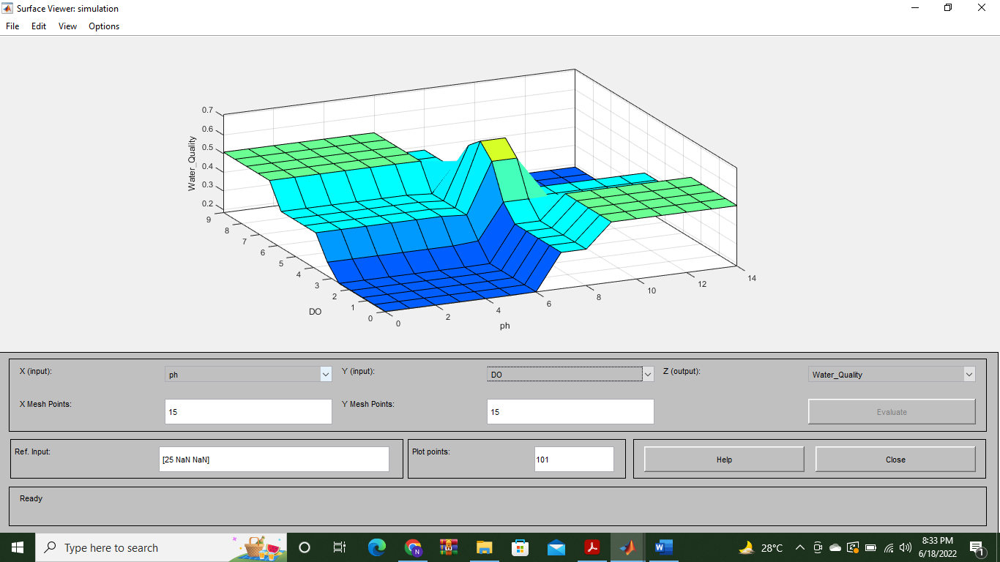 Surface Viewer: simulation
File Edit View Options
0.7
0.6
0.5
0.4
0.3
0.2
Water_Quality
9
8
7
6
5
4
3
2
1
0
DO
0
2
4
6
8
10
12
14
ph
X (input): ph Y (input): DO Z (output): Water_Quality
X Mesh Points: 15 Y Mesh Points: 15 Evaluate
Ref. Input: [25 NaN NaN] Plot points: 101 Help Close
Ready
Type here to search
N
W
28°C
8:33 PM
6/18/2022
1